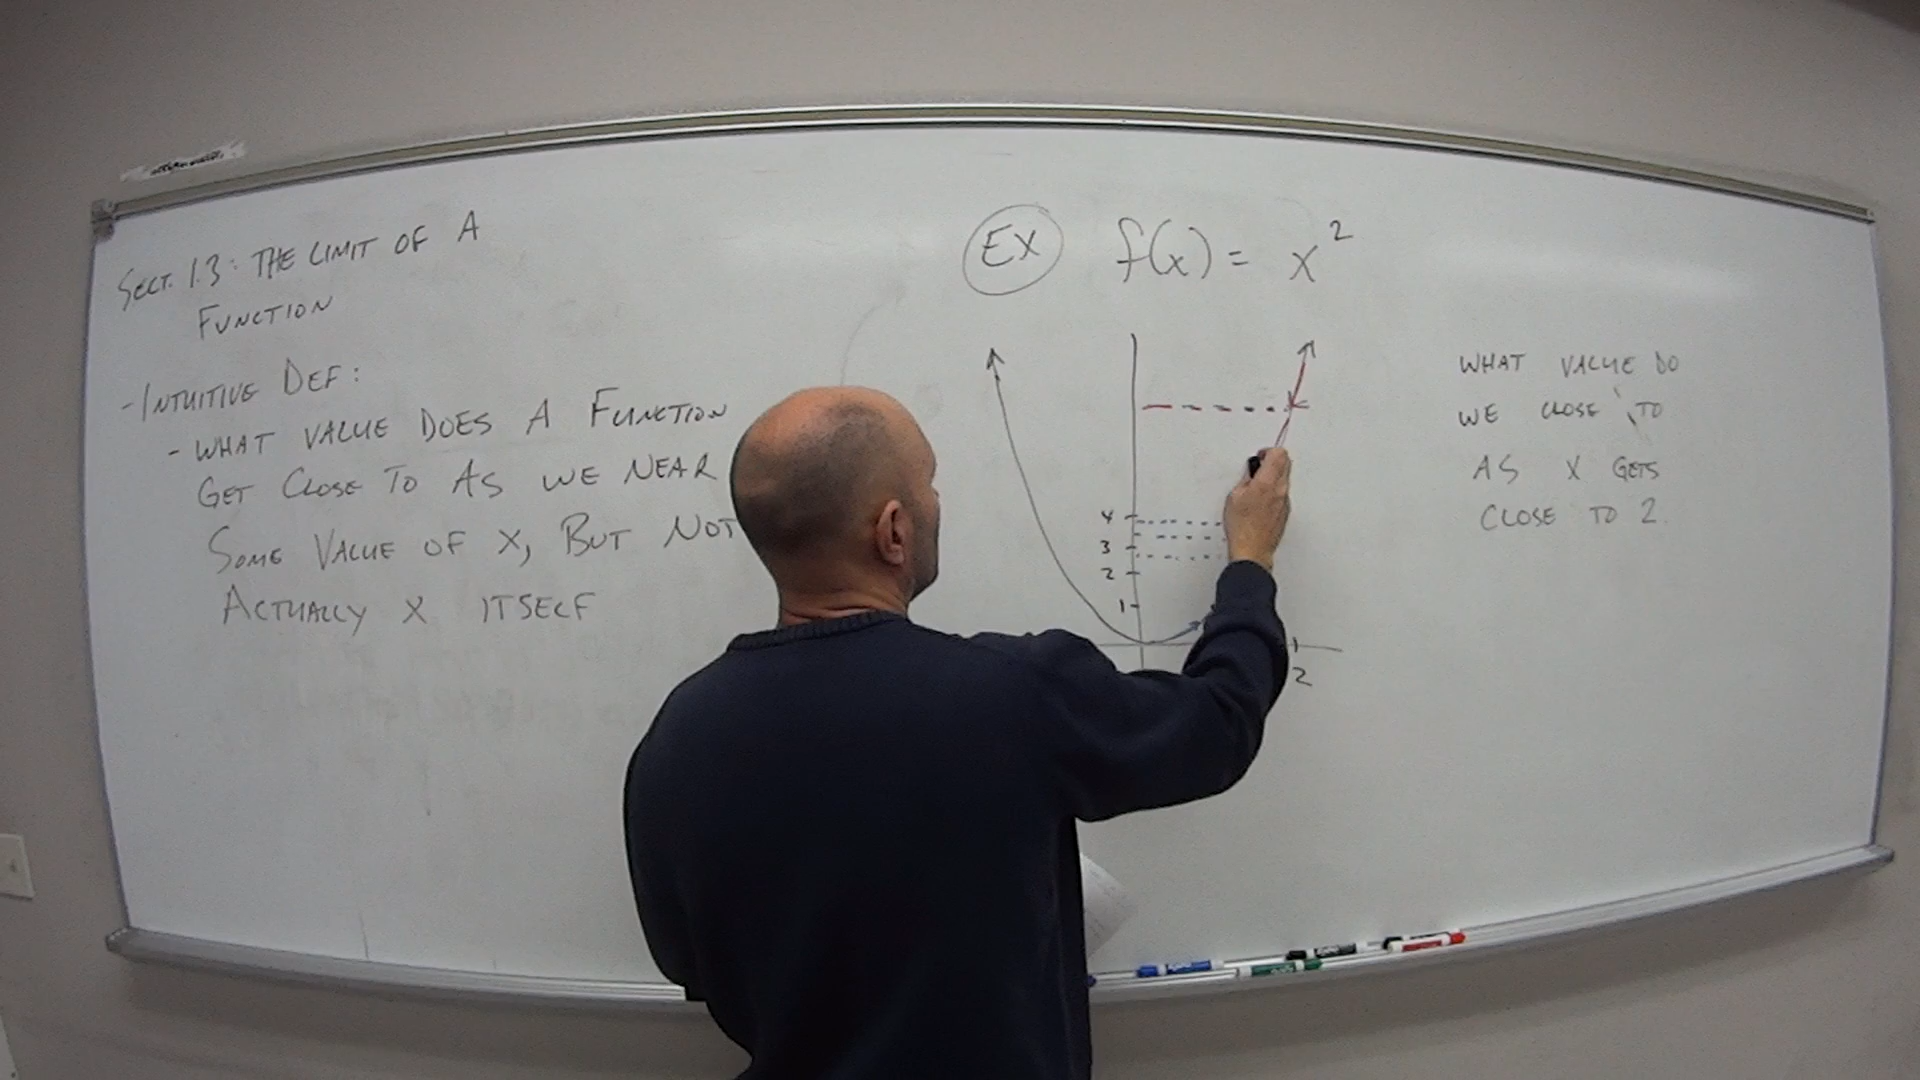 SECT. 1.3: THE LIMIT OF A
FUNCTION
- INTUITIVE DEF:
- WHAT VALUE DOES A FUNCTION
GET CLOSE TO AS WE NEAR
SOME VALUE OF X, BUT NOT
ACTUALLY X ITSELF
EX f(x) = x²
4
3
2
1
2
WHAT VALUE DO
WE CLOSE TO
AS X GETS
CLOSE TO 2.